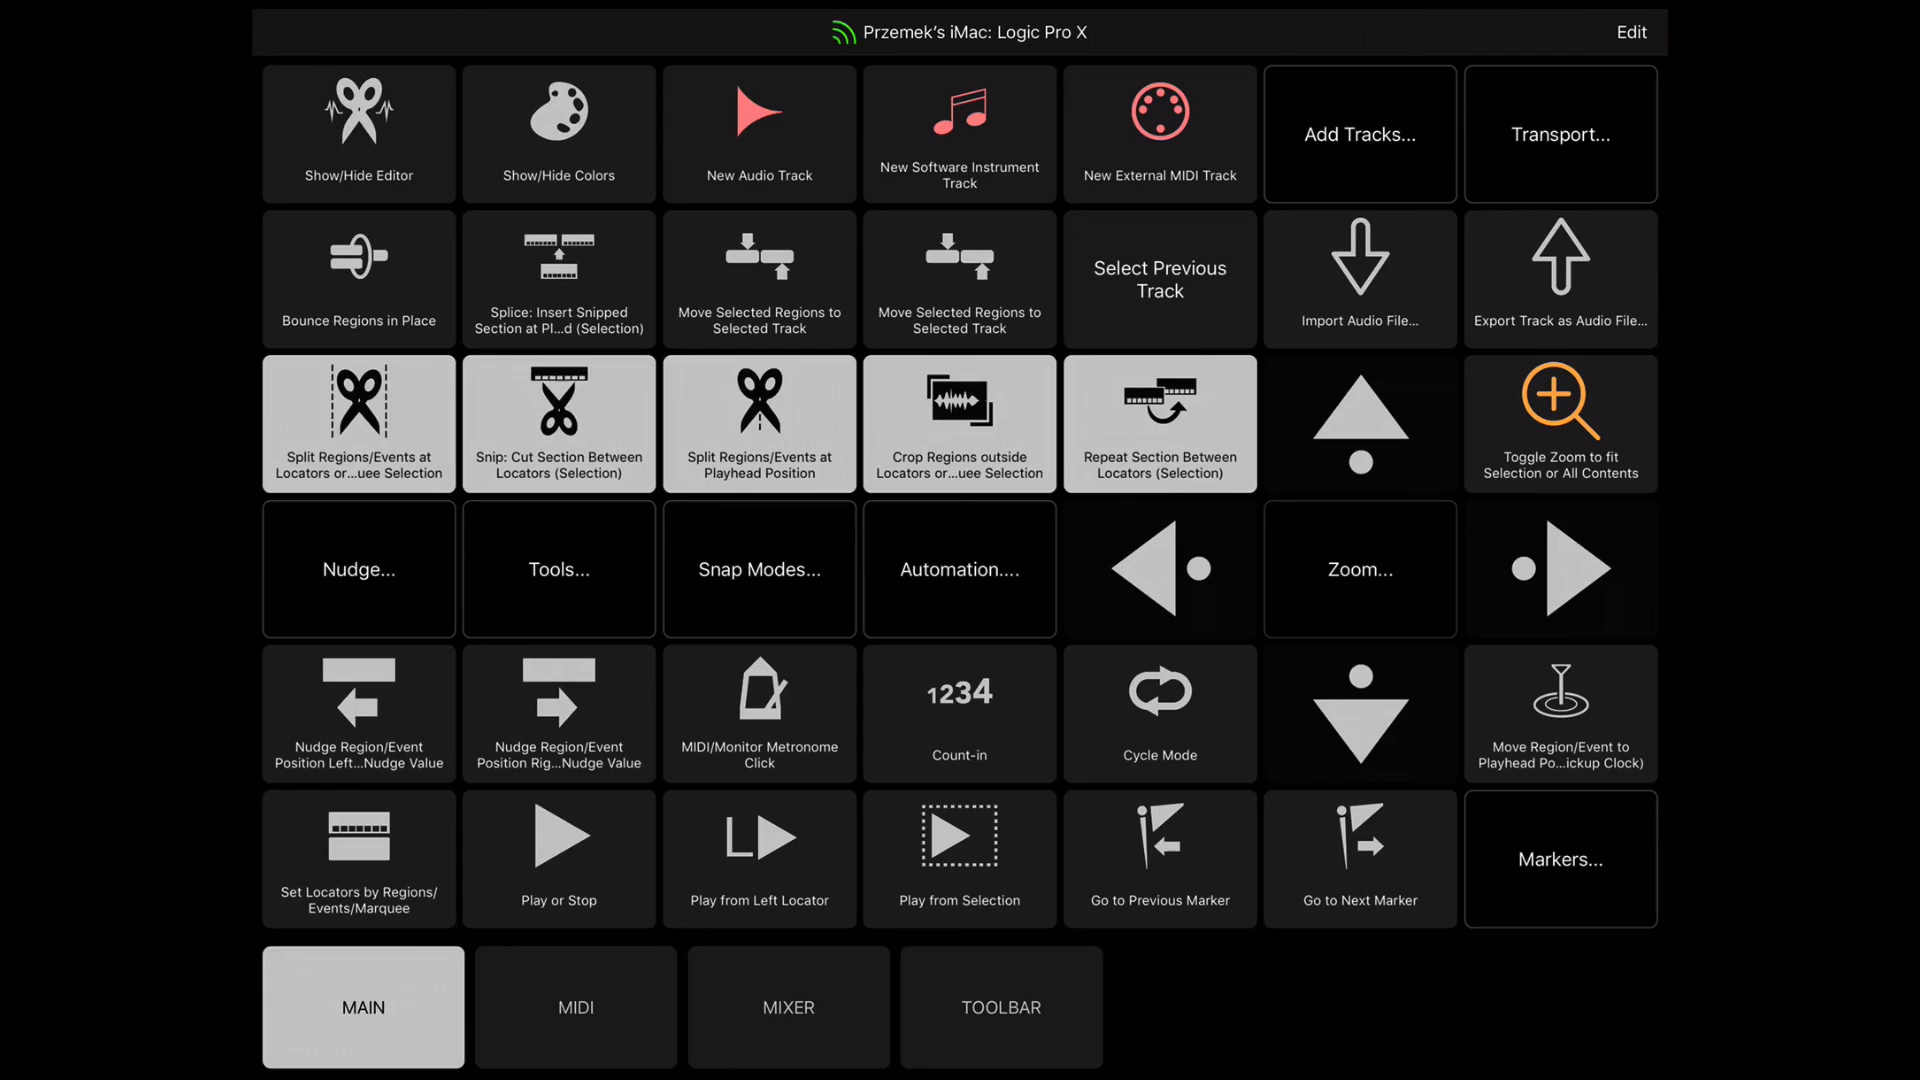 Przemek's iMac: Logic Pro X
Edit
Show/Hide Editor
Show/Hide Colors
New Audio Track
New Software Instrument
Track
New External MIDI Track
Add Tracks...
Transport...
Bounce Regions in Place
Splice: Insert Snipped
Section at Pl...d (Selection)
Move Selected Regions to
Selected Track
Move Selected Regions to
Selected Track
Select Previous
Track
Import Audio File...
Export Track as Audio File...
Split Regions/Events at
Locators or...uee Selection
Snip: Cut Section Between
Locators (Selection)
Split Regions/Events at
Playhead Position
Crop Regions outside
Locators or...uee Selection
Repeat Section Between
Locators (Selection)
Toggle Zoom to fit
Selection or All Contents
Nudge...
Tools...
Snap Modes...
Automation....
Zoom...
Nudge Region/Event
Position Left...Nudge Value
Nudge Region/Event
Position Rig...Nudge Value
MIDI/Monitor Metronome
Click
1234
Count-in
Cycle Mode
Move Region/Event to
Playhead Po...ickup Clock)
Set Locators by Regions/
Events/Marquee
Play or Stop
L
Play from Left Locator
Play from Selection
Go to Previous Marker
Go to Next Marker
Markers...
MAIN
MIDI
MIXER
TOOLBAR